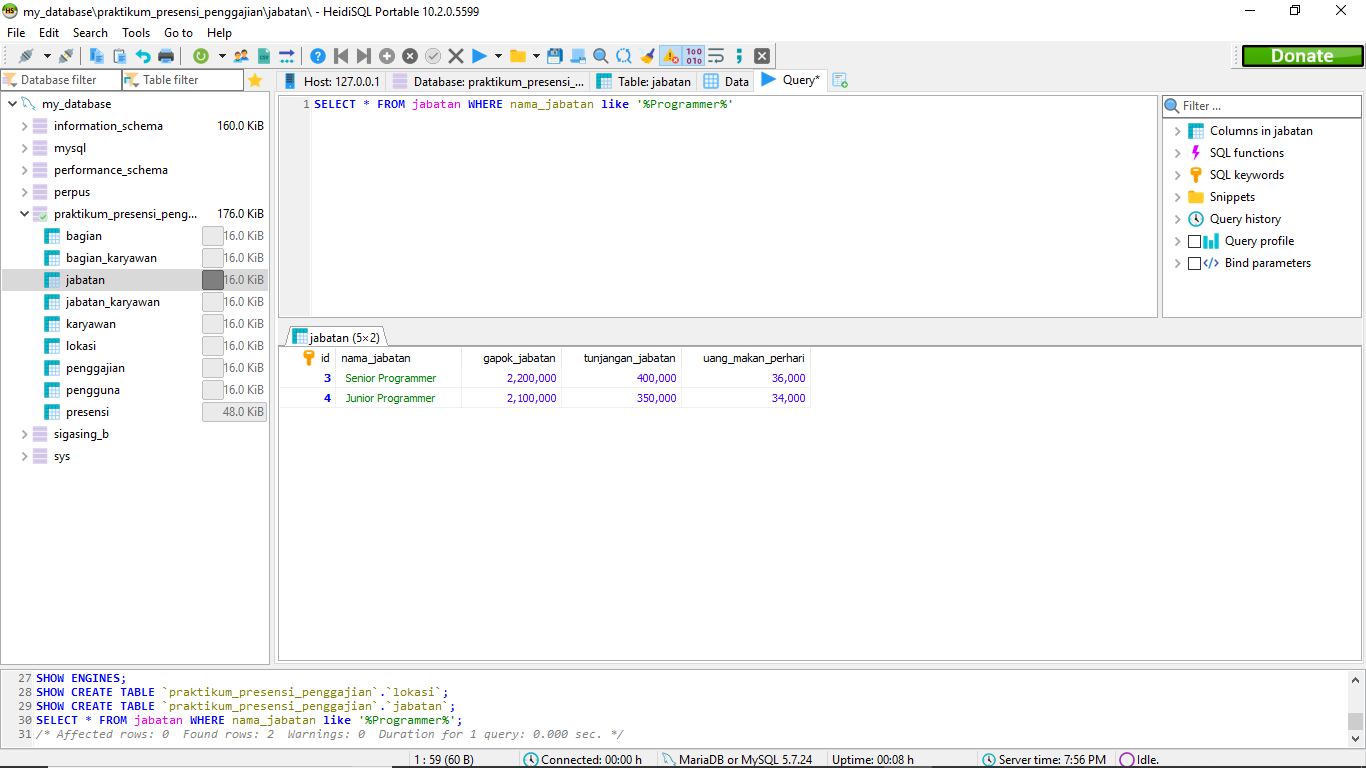 my_database\praktikum_presensi_penggajian\jabatan\ - HeidiSQL Portable 10.2.0.5599
File Edit Search Tools Go to Help
Donate
Database filter Table filter
Host: 127.0.0.1 Database: praktikum_presensi_... Table: jabatan Data Query*
my_database
information_schema 160.0 KiB
mysql
performance_schema
perpus
praktikum_presensi_peng... 176.0 KiB
bagian 16.0 KiB
bagian_karyawan 16.0 KiB
jabatan 16.0 KiB
jabatan_karyawan 16.0 KiB
karyawan 16.0 KiB
lokasi 16.0 KiB
penggajian 16.0 KiB
pengguna 16.0 KiB
presensi 48.0 KiB
sigasing_b
sys
1 SELECT * FROM jabatan WHERE nama_jabatan like '%Programmer%'
Filter ...
Columns in jabatan
SQL functions
SQL keywords
Snippets
Query history
Query profile
Bind parameters
jabatan (5×2)
id nama_jabatan gapok_jabatan tunjangan_jabatan uang_makan_perhari
3 Senior Programmer 2,200,000 400,000 36,000
4 Junior Programmer 2,100,000 350,000 34,000
27 SHOW ENGINES;
28 SHOW CREATE TABLE `praktikum_presensi_penggajian`.`lokasi`;
29 SHOW CREATE TABLE `praktikum_presensi_penggajian`.`jabatan`;
30 SELECT * FROM jabatan WHERE nama_jabatan like '%Programmer%';
31 /* Affected rows: 0 Found rows: 2 Warnings: 0 Duration for 1 query: 0.000 sec. */
1 : 59 (60 B) Connected: 00:00 h MariaDB or MySQL 5.7.24 Uptime: 00:08 h Server time: 7:56 PM Idle.